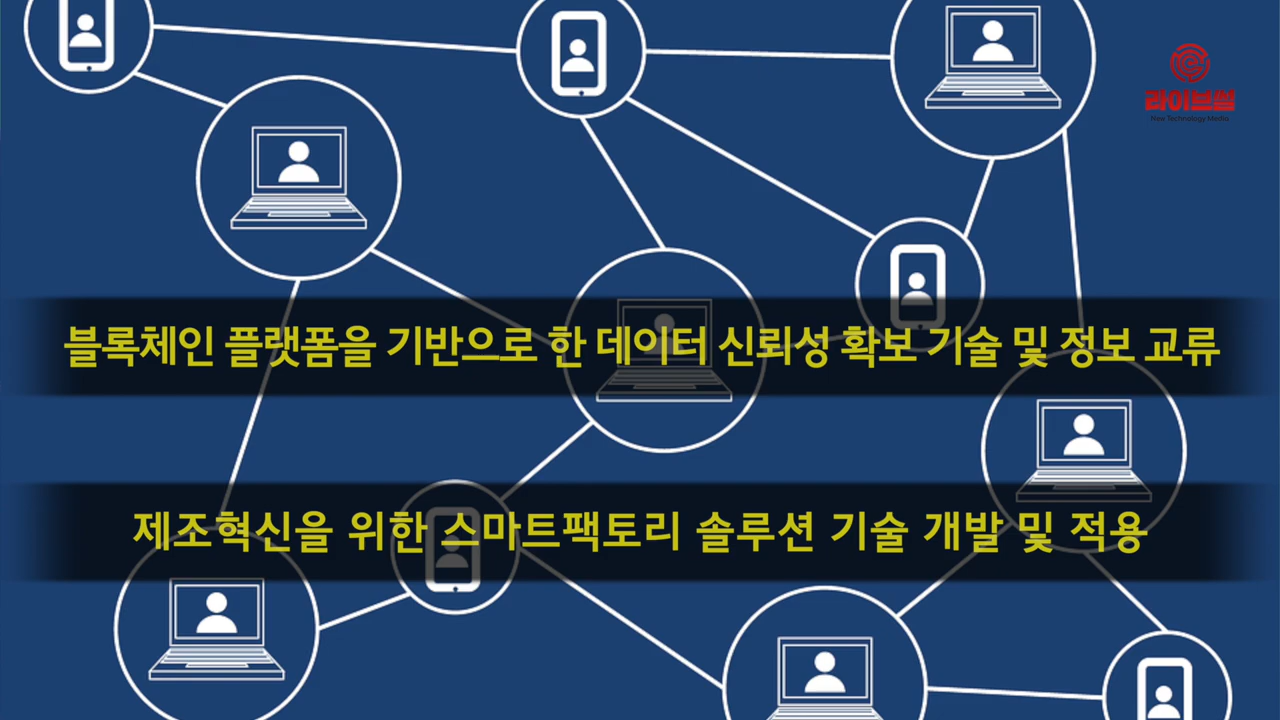 라이브썰
New Technology Media
블록체인 플랫폼을 기반으로 한 데이터 신뢰성 확보 기술 및 정보 교류
제조혁신을 위한 스마트팩토리 솔루션 기술 개발 및 적용